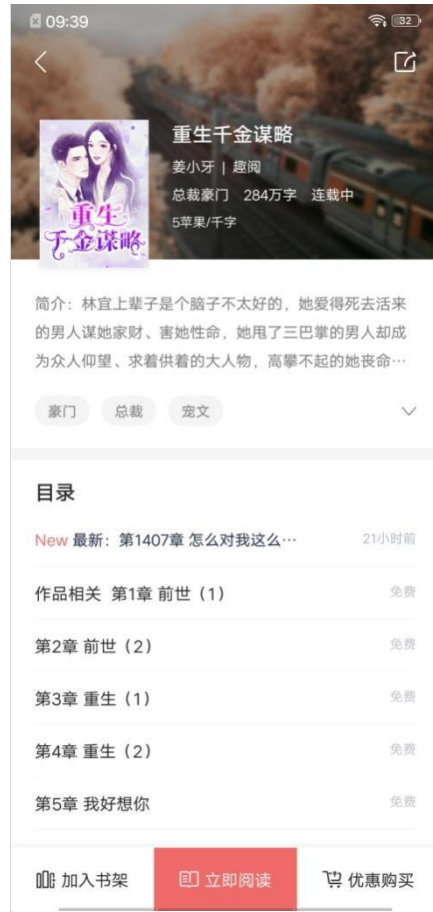 09:39
32
重生千金谋略
姜小牙 | 趣阅
总裁豪门 284万字 连载中
5苹果/千字
重生
千金谋略
简介：林宜上辈子是个脑子不太好的，她爱得死去活来
的男人谋她家财、害她性命，她甩了三巴掌的男人却成
为众人仰望、求着供着的大人物，高攀不起的她丧命…
豪门 总裁 宠文
目录
New 最新：第1407章 怎么对我这么… 21小时前
作品相关 第1章 前世（1） 免费
第2章 前世（2） 免费
第3章 重生（1） 免费
第4章 重生（2） 免费
第5章 我好想你 免费
加入书架 立即阅读 优惠购买